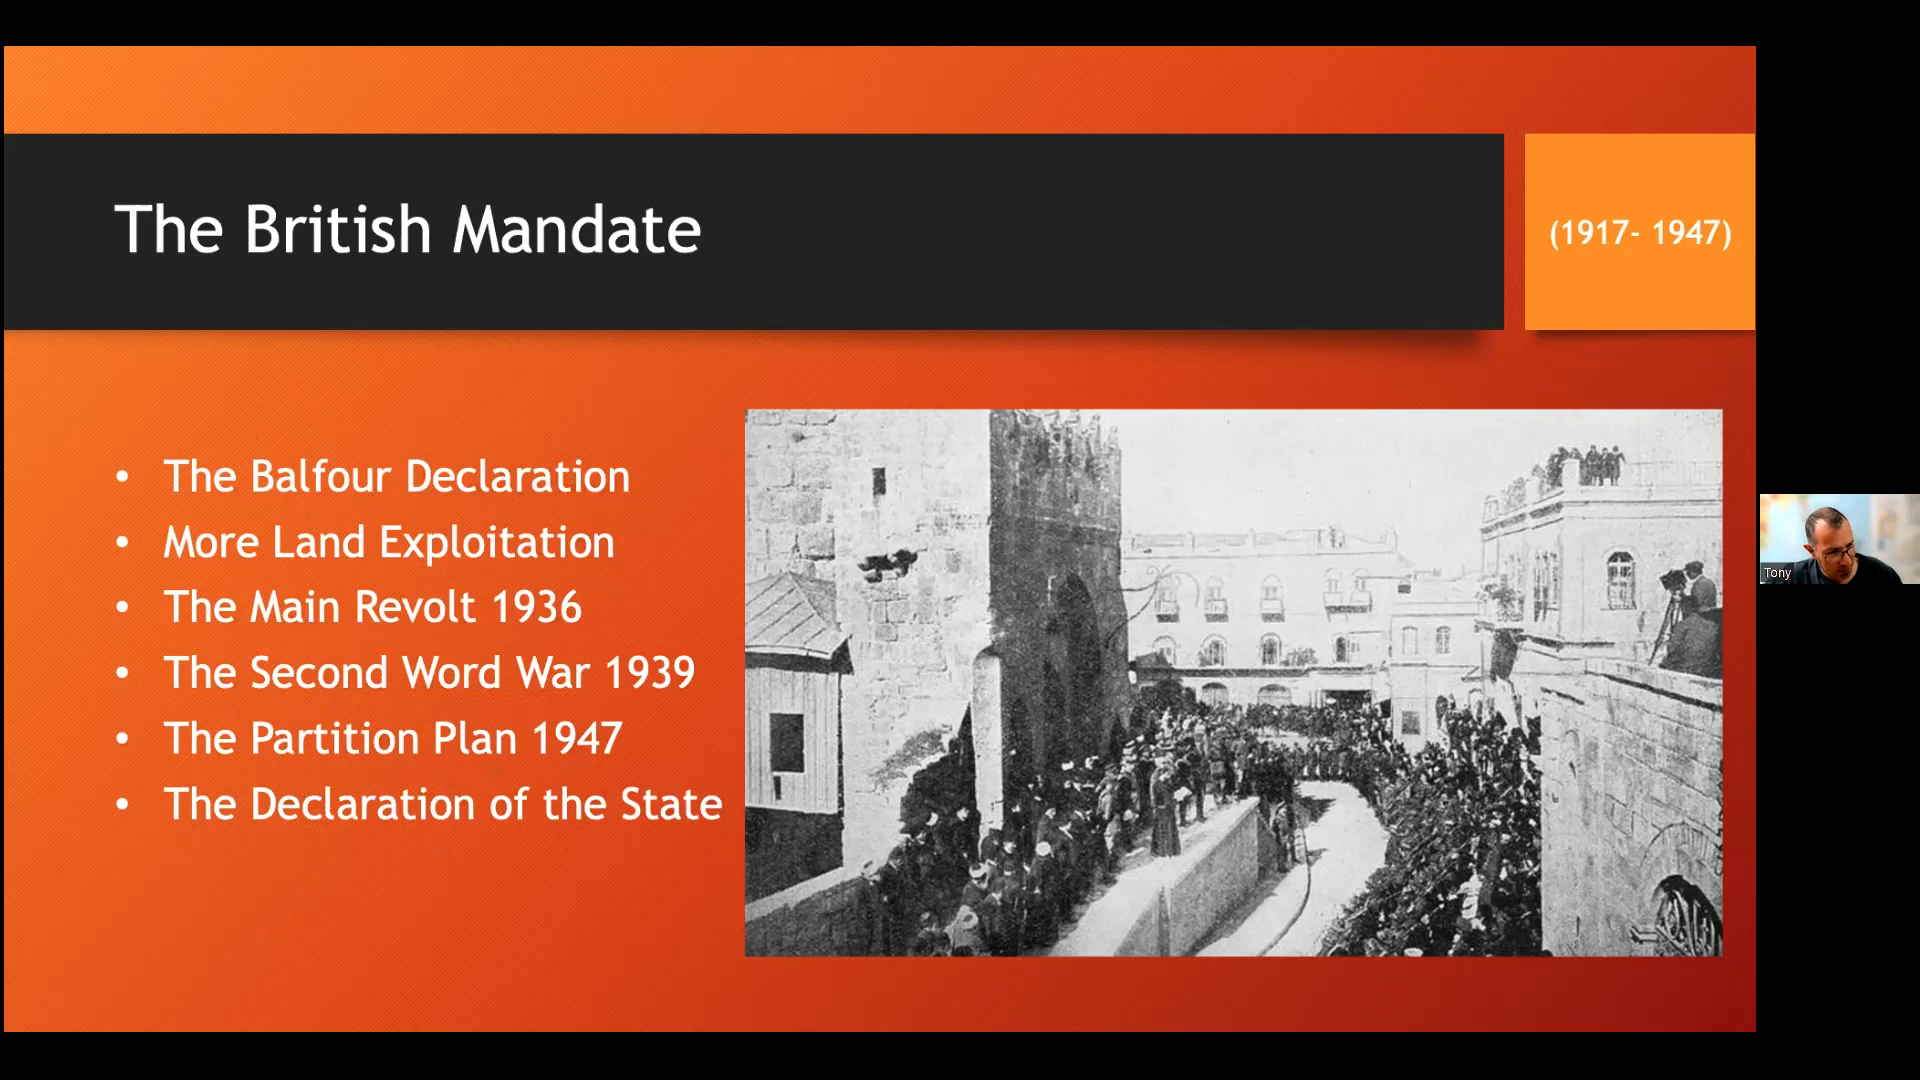 The British Mandate
(1917- 1947)
• The Balfour Declaration
• More Land Exploitation
• The Main Revolt 1936
• The Second Word War 1939
• The Partition Plan 1947
• The Declaration of the State
Tony